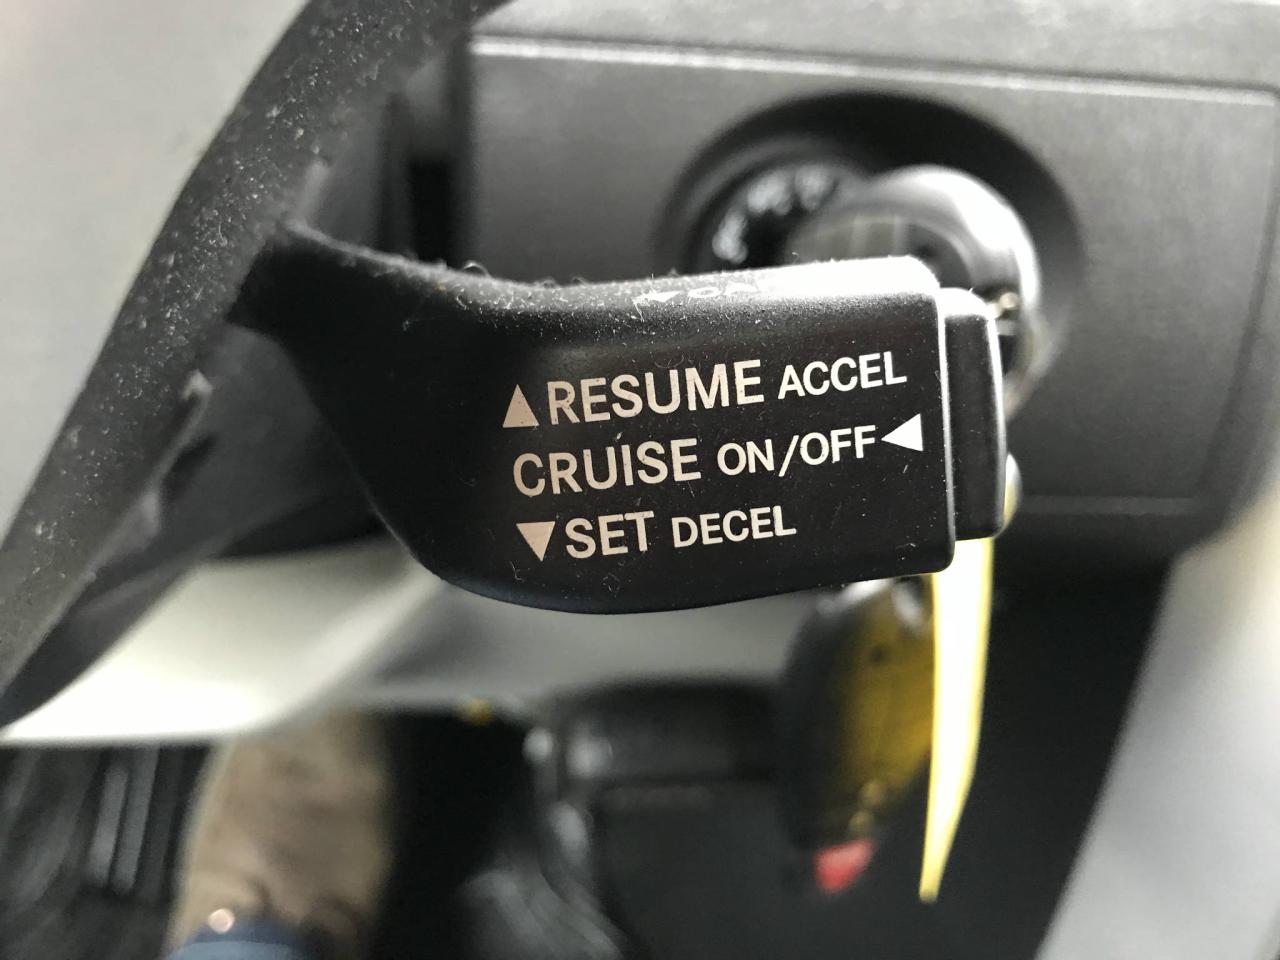 ▲RESUME ACCEL
CRUISE ON/OFF◀
▼SET DECEL